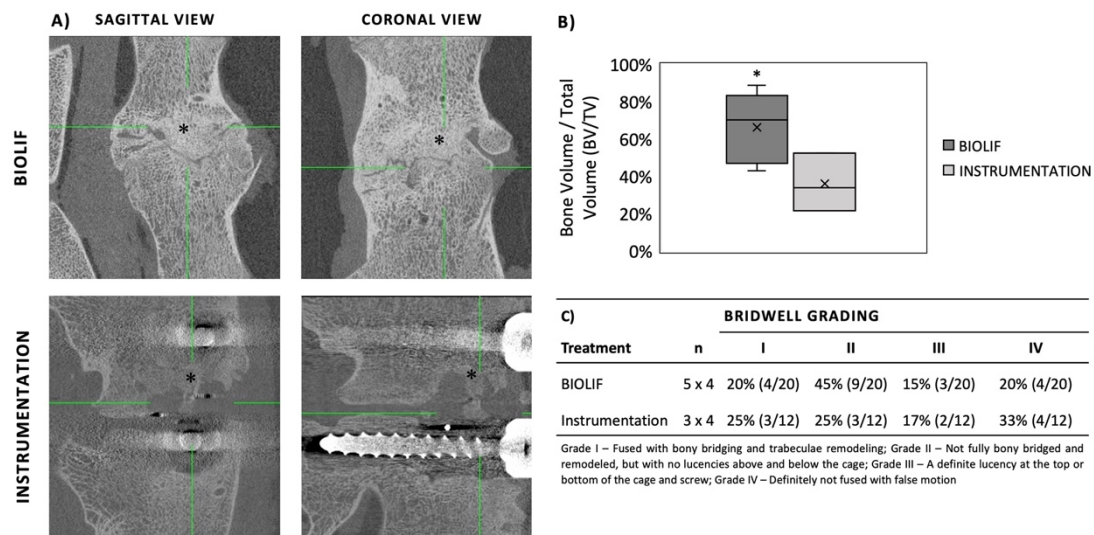 A) SAGITTAL VIEW
CORONAL VIEW
BIOLIF
*
*
INSTRUMENTATION
*
*
B)
Bone Volume / Total
Volume (BV/TV)
100%
80%
60%
40%
20%
0%
*
BIOLIF
INSTRUMENTATION
C) BRIDWELL GRADING
Treatment n I II III IV
BIOLIF 5 x 4 20% (4/20) 45% (9/20) 15% (3/20) 20% (4/20)
Instrumentation 3 x 4 25% (3/12) 25% (3/12) 17% (2/12) 33% (4/12)
Grade I – Fused with bony bridging and trabeculae remodeling; Grade II – Not fully bony bridged and
remodeled, but with no lucencies above and below the cage; Grade III – A definite lucency at the top or
bottom of the cage and screw; Grade IV – Definitely not fused with false motion